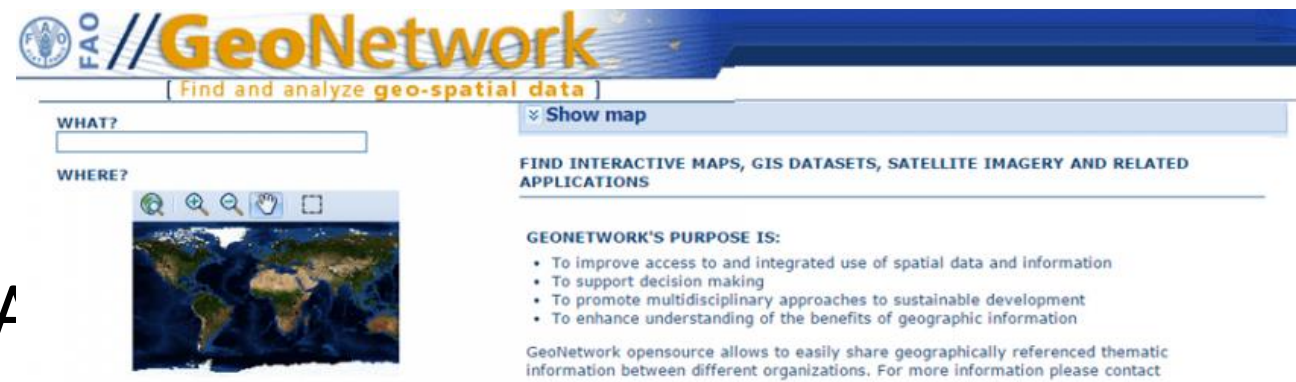 FAO
//GeoNetwork
[ Find and analyze geo-spatial data ]
WHAT?
WHERE?
Show map
FIND INTERACTIVE MAPS, GIS DATASETS, SATELLITE IMAGERY AND RELATED
APPLICATIONS
GEONETWORK'S PURPOSE IS:
• To improve access to and integrated use of spatial data and information
• To support decision making
• To promote multidisciplinary approaches to sustainable development
• To enhance understanding of the benefits of geographic information
GeoNetwork opensource allows to easily share geographically referenced thematic
information between different organizations. For more information please contact